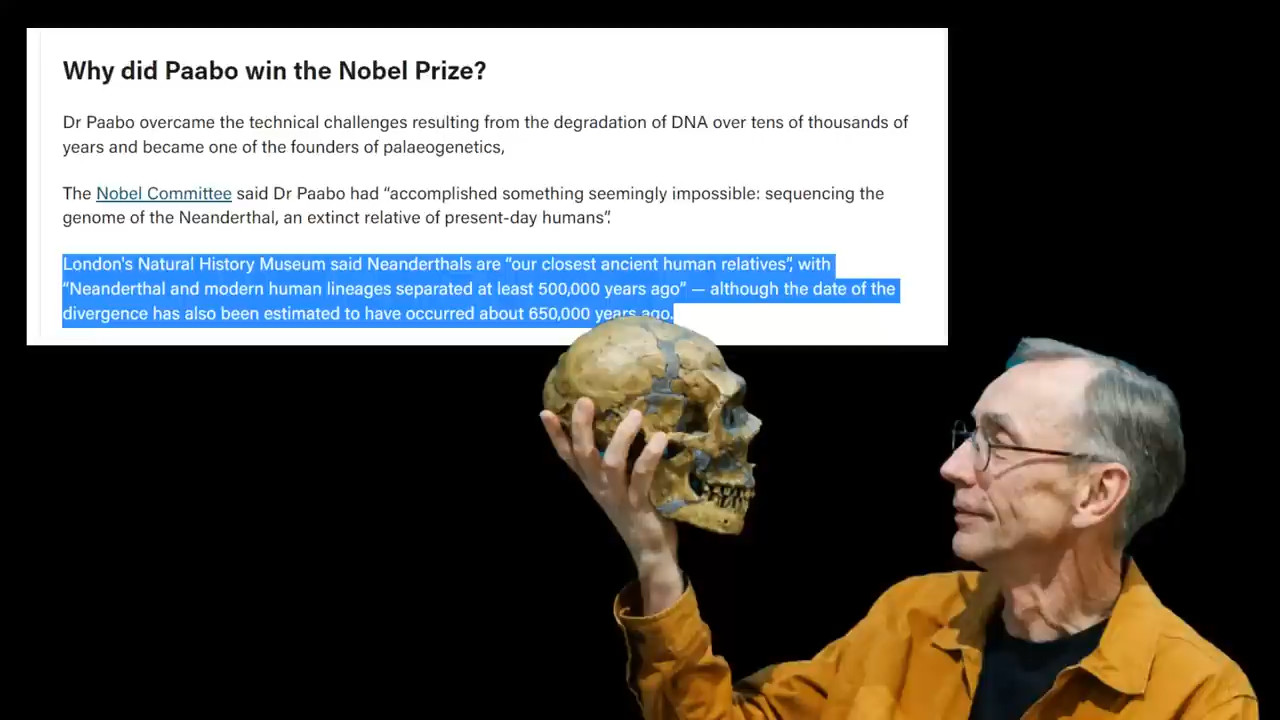 Why did Paabo win the Nobel Prize?
Dr Paabo overcame the technical challenges resulting from the degradation of DNA over tens of thousands of
years and became one of the founders of palaeogenetics,
The Nobel Committee said Dr Paabo had “accomplished something seemingly impossible: sequencing the
genome of the Neanderthal, an extinct relative of present-day humans”.
London's Natural History Museum said Neanderthals are “our closest ancient human relatives”, with
“Neanderthal and modern human lineages separated at least 500,000 years ago” — although the date of the
divergence has also been estimated to have occurred about 650,000 years ago.